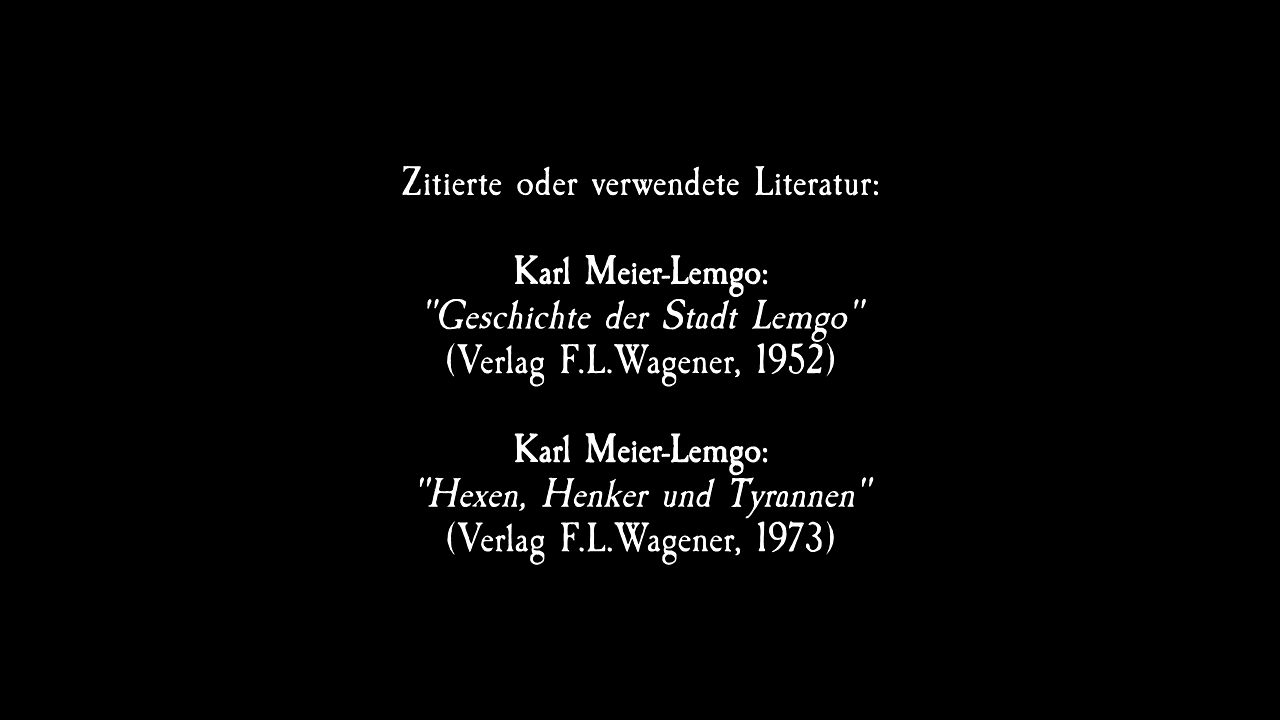 Zitierte oder verwendete Literatur:
Karl Meier-Lemgo:
"Geschichte der Stadt Lemgo"
(Verlag F.L.Wagener, 1952)
Karl Meier-Lemgo:
"Hexen, Henker und Tyrannen"
(Verlag F.L.Wagener, 1973)